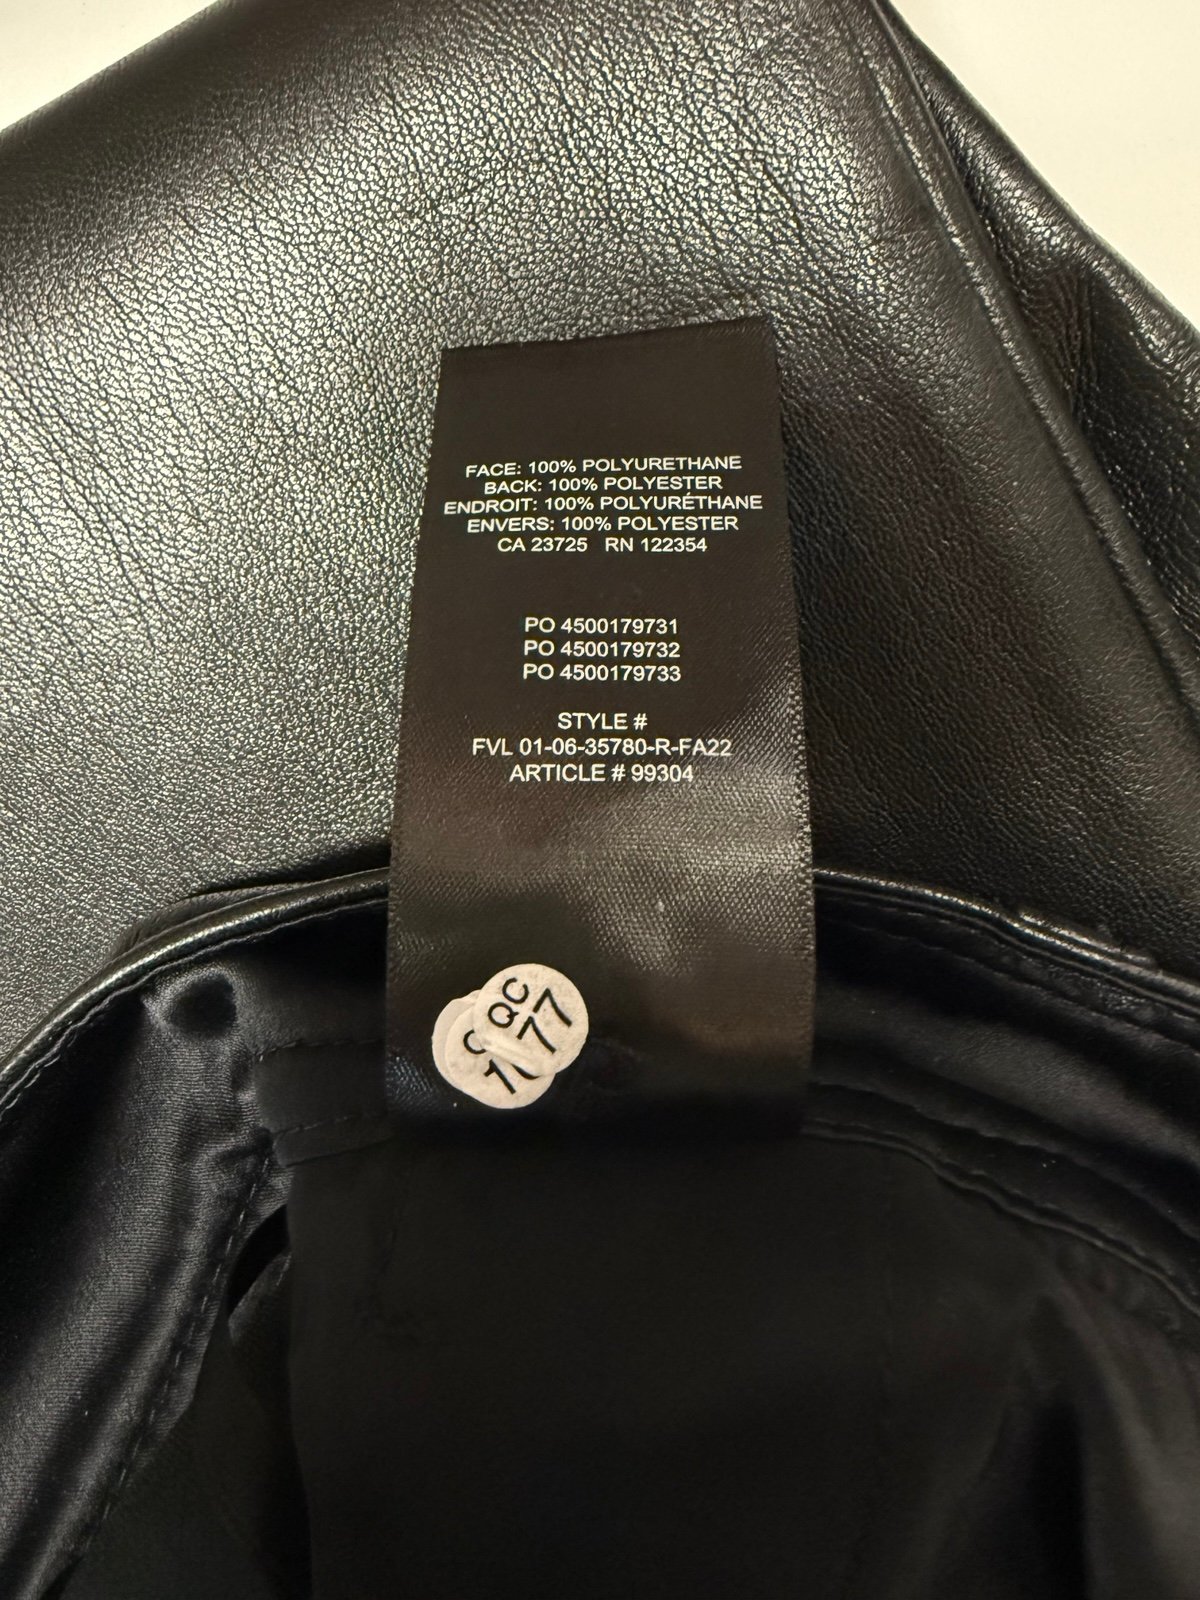 FACE: 100% POLYURETHANE
BACK: 100% POLYESTER
ENDROIT: 100% POLYURÉTHANE
ENVERS: 100% POLYESTER
CA 23725 RN 122354
PO 4500179731
PO 4500179732
PO 4500179733
STYLE #
FVL 01-06-35780-R-FA22
ARTICLE # 99304
QC
77